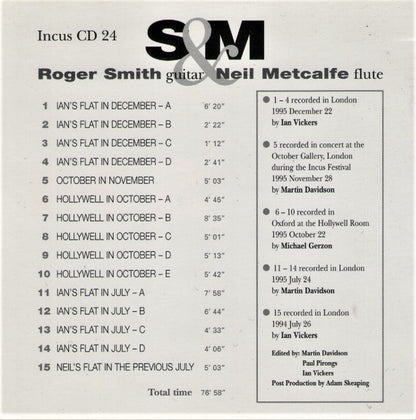 Incus CD 24
S&M
Roger Smith guitar & Neil Metcalfe flute
1 IAN'S FLAT IN DECEMBER – A 6' 20"
2 IAN'S FLAT IN DECEMBER – B 2' 22"
3 IAN'S FLAT IN DECEMBER – C 1' 12"
4 IAN'S FLAT IN DECEMBER – D 2' 41"
5 OCTOBER IN NOVEMBER 5' 03"
6 HOLLYWELL IN OCTOBER – A 4' 45"
7 HOLLYWELL IN OCTOBER – B 8' 35"
8 HOLLYWELL IN OCTOBER – C 5' 01"
9 HOLLYWELL IN OCTOBER – D 5' 13"
10 HOLLYWELL IN OCTOBER – E 5' 42"
11 IAN'S FLAT IN JULY – A 7' 58"
12 IAN'S FLAT IN JULY – B 6' 44"
13 IAN'S FLAT IN JULY – C 4' 33"
14 IAN'S FLAT IN JULY – D 4' 06"
15 NEIL'S FLAT IN THE PREVIOUS JULY 5' 03"
Total time 76' 58"
1 – 4 recorded in London
1995 December 22
by Ian Vickers
5 recorded in concert at the
October Gallery, London
during the Incus Festival
1995 November 28
by Martin Davidson
6 – 10 recorded in
Oxford at the Hollywell Room
1995 October 22
by Michael Gerzon
11 – 14 recorded in London
1995 July 24
by Martin Davidson
15 recorded in London
1994 July 26
by Ian Vickers
Edited by: Martin Davidson
Paul Pirongs
Ian Vickers
Post Production by Adam Skeaping